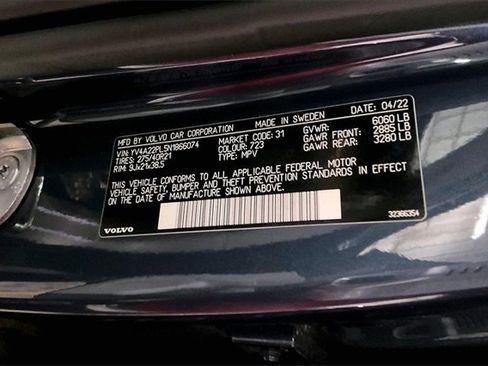 MFD BY VOLVO CAR CORPORATION MADE IN SWEDEN DATE: 04/22
VIN: YV4A22PL5N1866074 MARKET CODE: 31 GVWR: 6060 LB
TIRES: 275/40R21 COLOUR: 723 GAWR FRONT: 2885 LB
RIM: 9Jx21x38.5 TYPE: MPV GAWR REAR: 3280 LB
THIS VEHICLE CONFORMS TO ALL APPLICABLE FEDERAL MOTOR
VEHICLE SAFETY, BUMPER AND THEFT PREVENTION STANDARDS IN EFFECT
ON THE DATE OF MANUFACTURE SHOWN ABOVE.
VOLVO 32366354